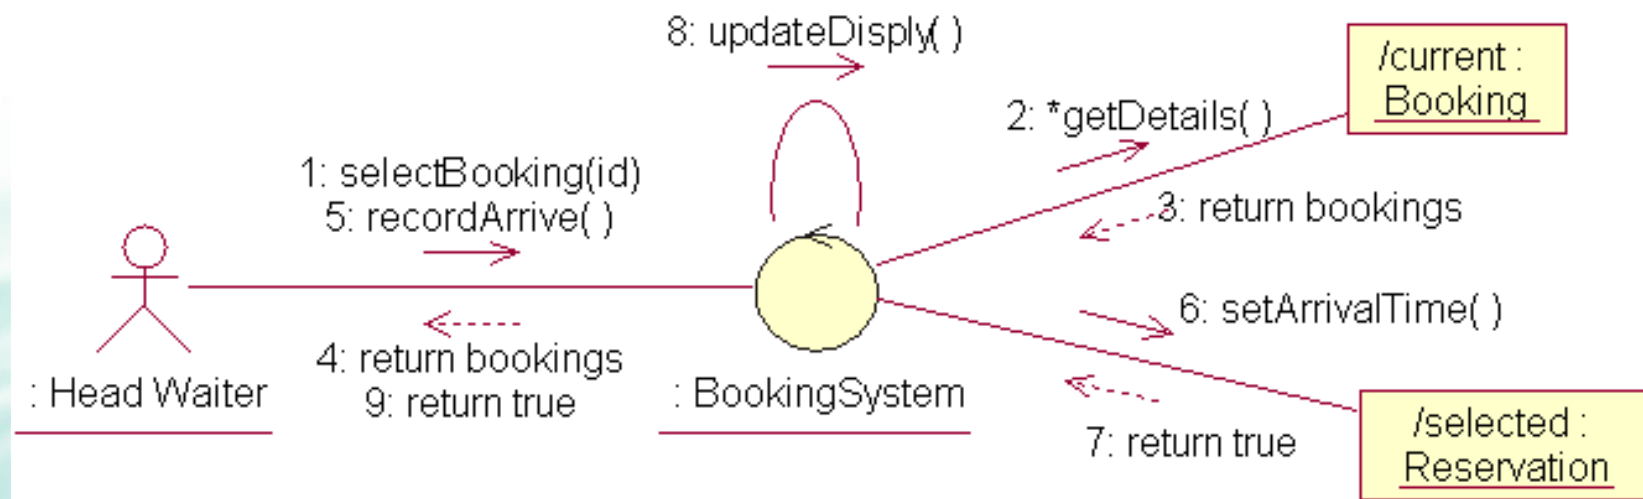 8: updateDisply( )
/current :
Booking
2: *getDetails( )
1: selectBooking(id)
5: recordArrive( )
3: return bookings
6: setArrivalTime( )
4: return bookings
9: return true
: Head Waiter
: BookingSystem
7: return true
/selected :
Reservation